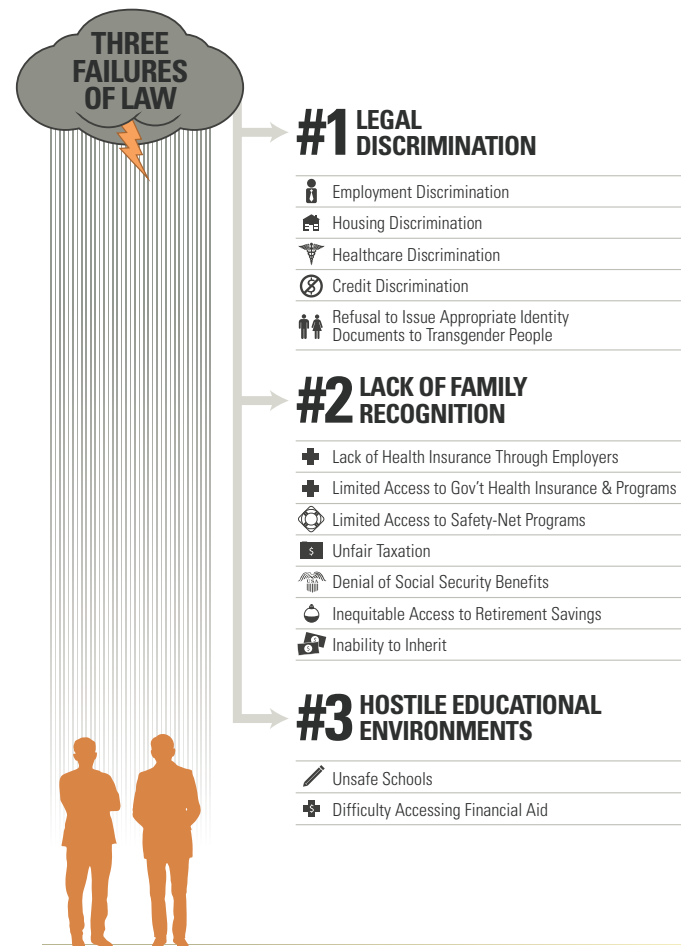 THREE
FAILURES
OF LAW
#1 LEGAL
DISCRIMINATION
Employment Discrimination
Housing Discrimination
Healthcare Discrimination
$
Credit Discrimination
Refusal to Issue Appropriate Identity
Documents to Transgender People
#2 LACK OF FAMILY
RECOGNITION
Lack of Health Insurance Through Employers
Limited Access to Gov't Health Insurance & Programs
Limited Access to Safety-Net Programs
$
Unfair Taxation
USA
Denial of Social Security Benefits
Inequitable Access to Retirement Savings
$ $
Inability to Inherit
#3 HOSTILE EDUCATIONAL
ENVIRONMENTS
Unsafe Schools
$
Difficulty Accessing Financial Aid